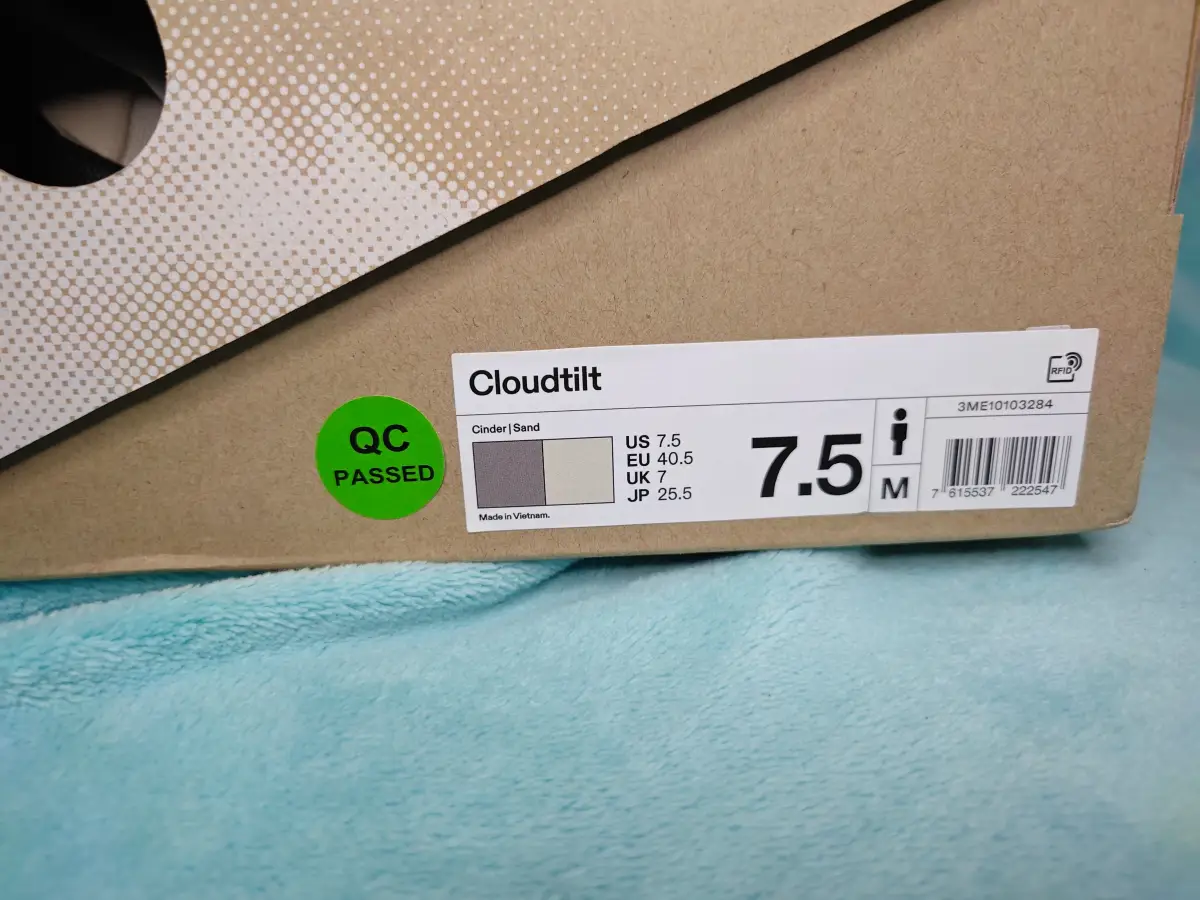 Cloudtilt
RFID
3ME10103284
Cinder | Sand
US 7.5
EU 40.5
UK 7
JP 25.5
7.5
M
7 615537 222547
Made in Vietnam.
QC
PASSED